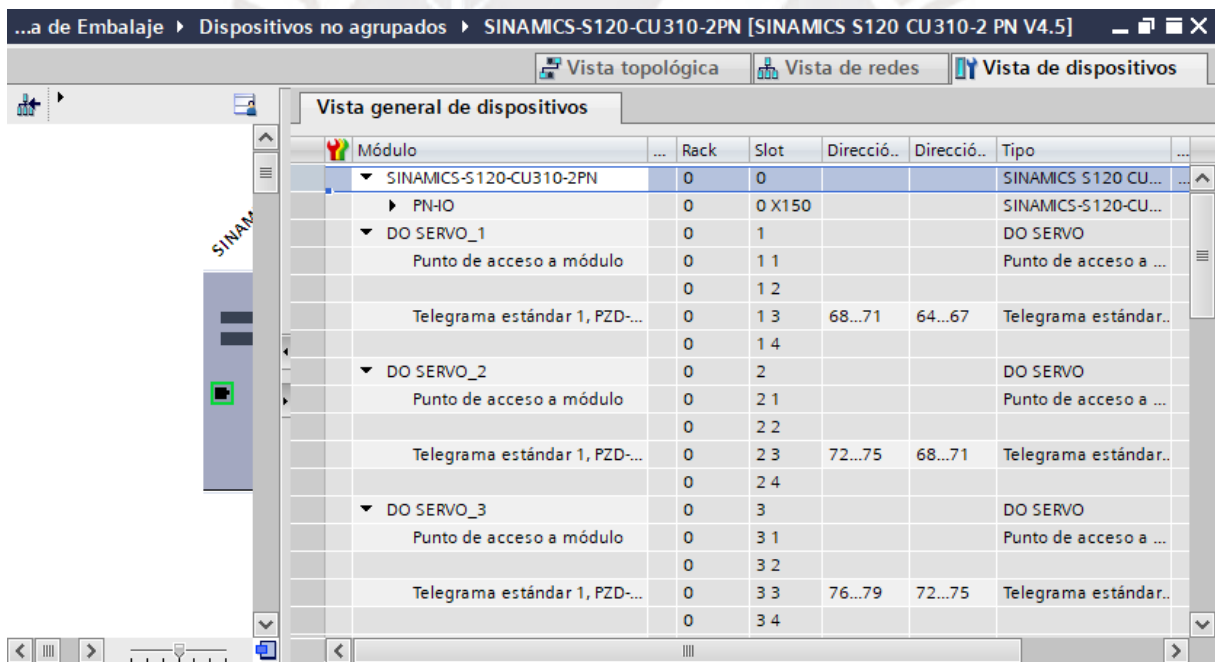 ...a de Embalaje ▸ Dispositivos no agrupados ▸ SINAMICS-S120-CU310-2PN [SINAMICS S120 CU310-2 PN V4.5]
Vista topológica Vista de redes Vista de dispositivos
Vista general de dispositivos
Módulo ... Rack Slot Direcció.. Direcció.. Tipo ...
SINAMICS-S120-CU310-2PN 0 0 SINAMICS S120 CU... ...
PN-IO 0 0 X150 SINAMICS-S120-CU...
DO SERVO_1 0 1 DO SERVO
Punto de acceso a módulo 0 1 1 Punto de acceso a ...
0 1 2
Telegrama estándar 1, PZD-... 0 1 3 68...71 64...67 Telegrama estándar..
0 1 4
DO SERVO_2 0 2 DO SERVO
Punto de acceso a módulo 0 2 1 Punto de acceso a ...
0 2 2
Telegrama estándar 1, PZD-... 0 2 3 72...75 68...71 Telegrama estándar..
0 2 4
DO SERVO_3 0 3 DO SERVO
Punto de acceso a módulo 0 3 1 Punto de acceso a ...
0 3 2
Telegrama estándar 1, PZD-... 0 3 3 76...79 72...75 Telegrama estándar..
0 3 4
SINAM